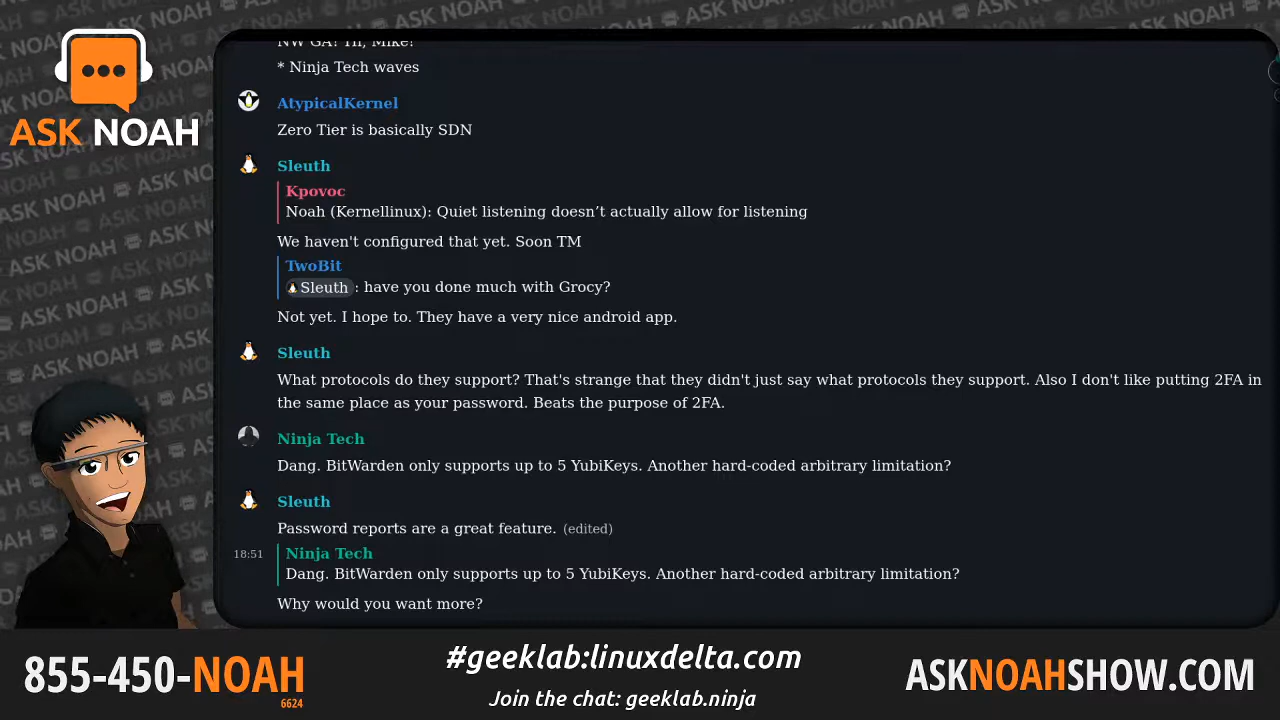 ASK NOAH
NW GA! Hi, Mike!
* Ninja Tech waves
AtypicalKernel
Zero Tier is basically SDN
Sleuth
Kpovoc
Noah (Kernellinux): Quiet listening doesn’t actually allow for listening
We haven't configured that yet. Soon TM
TwoBit
Sleuth : have you done much with Grocy?
Not yet. I hope to. They have a very nice android app.
Sleuth
What protocols do they support? That's strange that they didn't just say what protocols they support. Also I don't like putting 2FA in
the same place as your password. Beats the purpose of 2FA.
Ninja Tech
Dang. BitWarden only supports up to 5 YubiKeys. Another hard-coded arbitrary limitation?
Sleuth
Password reports are a great feature. (edited)
18:51
Ninja Tech
Dang. BitWarden only supports up to 5 YubiKeys. Another hard-coded arbitrary limitation?
Why would you want more?
855-450-NOAH
6624
#geeklab:linuxdelta.com
Join the chat: geeklab.ninja
ASKNOAHSHOW.COM